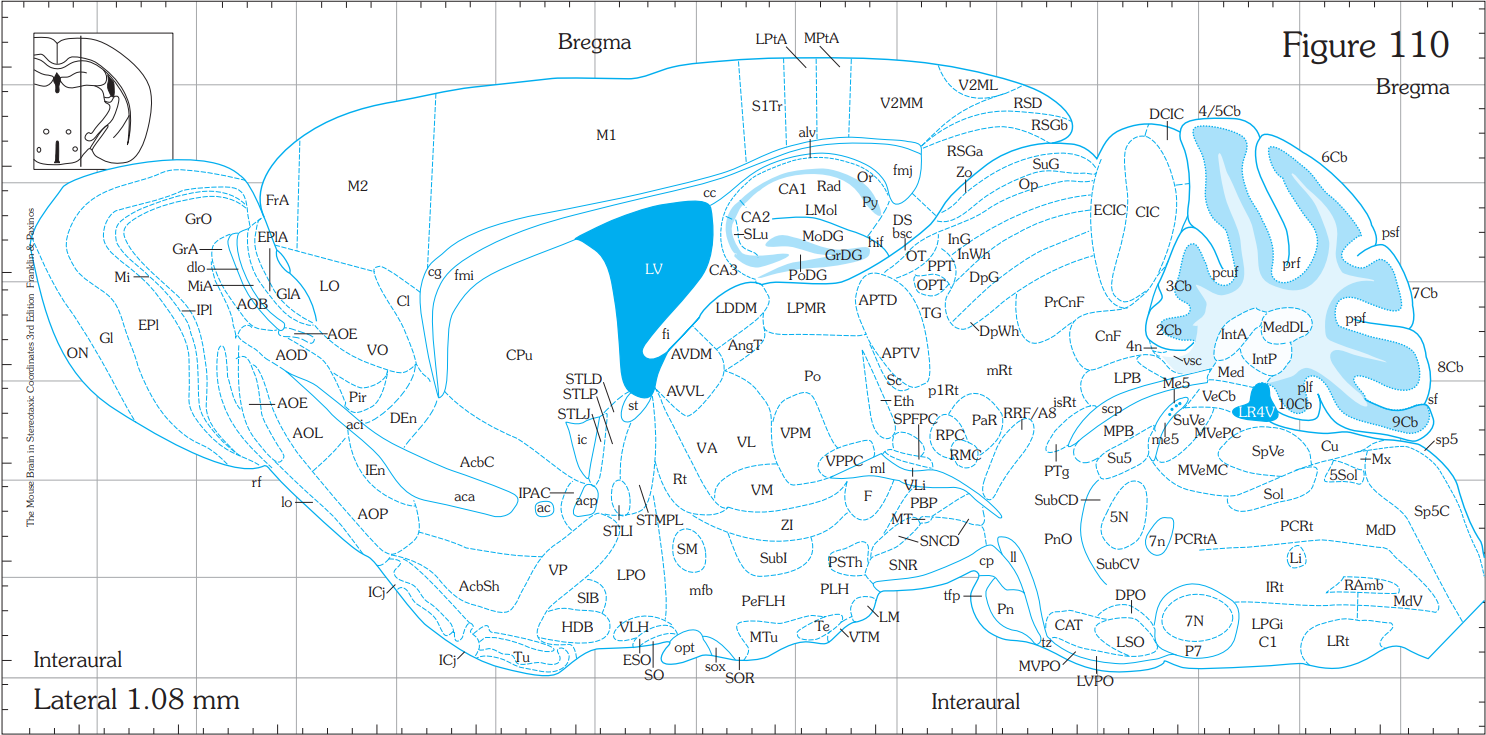 Figure 110
Bregma
Bregma
LPtA MPtA
V2ML
S1Tr
V2MM
RSD
DCIC
4/5Cb
M1
alv
RSGb
6Cb
RSGa
SuG
M2
fmj
Zo
Op
CA1
Rad
Or
cc
FrA
LMol
Py
ECIC
CIC
GrO
CA2
DS
SLu
MoDG
hif
bsc
psf
EPlA
GrA
GrDG
OT
InG
InWh
dlo
LV
CA3
PoDG
PPT
DpG
pcuf
prf
Mi
MiA
LO
cg
fmi
OPT
3Cb
7Cb
GlA
Cl
AOB
LDDM
LPMR
APTD
PrCnF
IPl
TG
ppf
EPl
AOE
fi
DpWh
CnF
2Cb
IntA
MedDL
Gl
AngT
4n
ON
AOD
VO
CPu
AVDM
APTV
vsc
IntP
8Cb
mRt
Med
STLD
Po
Sc
LPB
Me5
plf
STLP
AVVL
p1Rt
VeCb
Pir
Eth
isRt
10Cb
sf
AOE
STLJ
st
scp
LR4V
DEn
SPFPC
PaR
RRF/A8
SuVe
9Cb
aci
AOL
ic
VA
VL
VPM
RPC
MPB
me5
MVePC
sp5
RMC
SpVe
Cu
AcbC
VPPC
Su5
Mx
IEn
ml
PTg
MVeMC
5Sol
rf
Rt
VLi
VM
IPAC
F
SubCD
Sol
lo
aca
ac
acp
PBP
AOP
STMPL
MT
5N
Sp5C
STLI
ZI
PCRt
MdD
SNCD
PnO
7n
PCRtA
SM
SubI
PSTh
SNR
cp
ll
SubCV
Li
VP
LPO
AcbSh
mfb
PLH
IRt
RAmb
ICj
SIB
PeFLH
tfp
Pn
DPO
MdV
LM
HDB
VLH
MTu
Te
VTM
CAT
7N
LPGi
tz
LSO
C1
LRt
ICj
Tu
ESO
opt
P7
SO
sox
SOR
MVPO
LVPO
Interaural
Lateral 1.08 mm
Interaural
The Mouse Brain in Stereotaxic Coordinates 3rd Edition Franklin & Paxinos